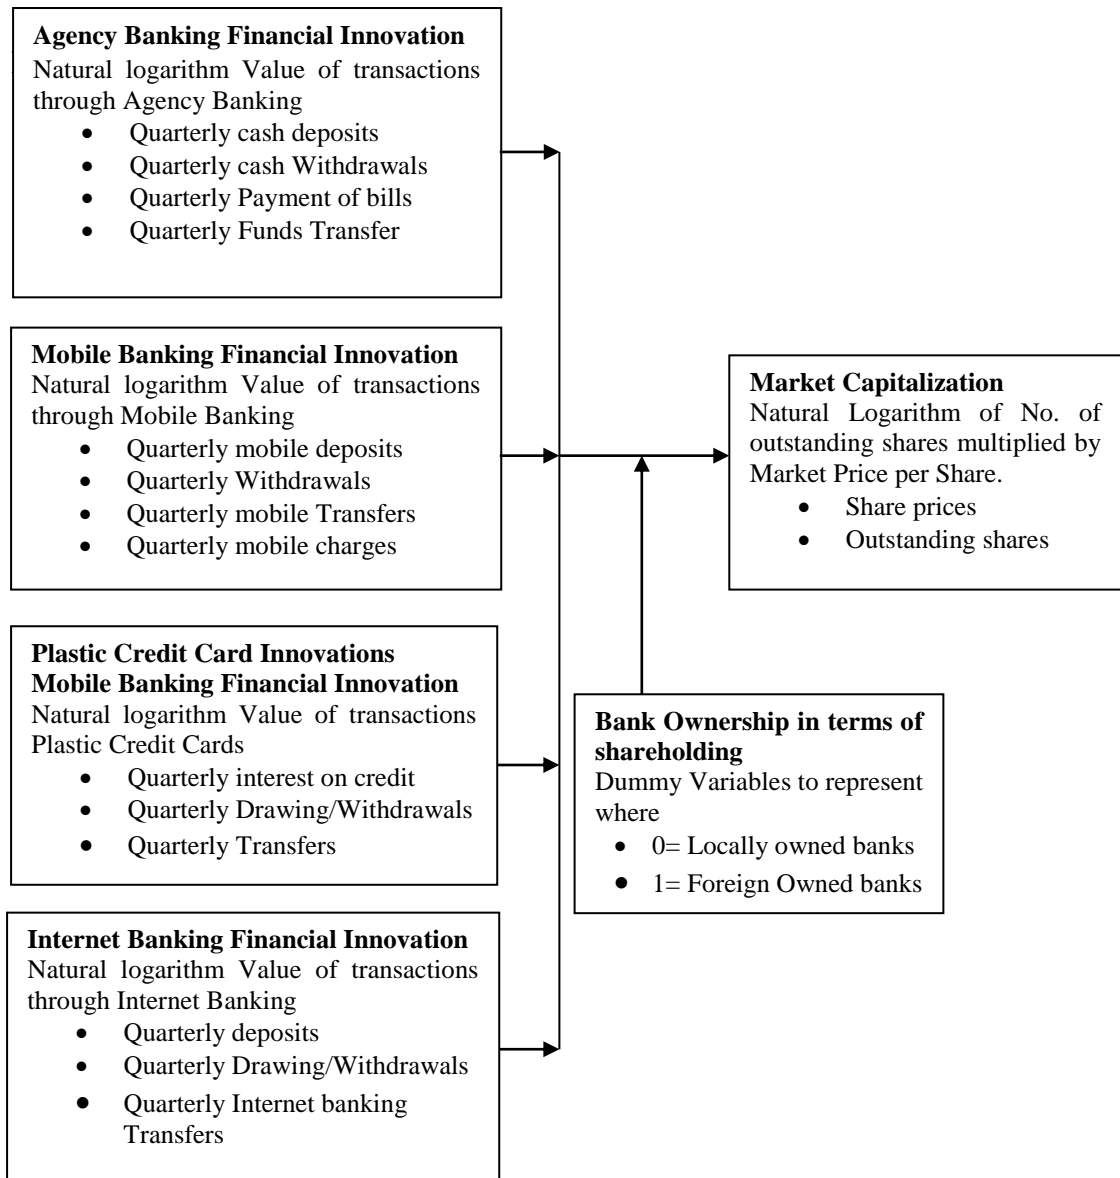 Agency Banking Financial Innovation
Natural logarithm Value of transactions
through Agency Banking
• Quarterly cash deposits
• Quarterly cash Withdrawals
• Quarterly Payment of bills
• Quarterly Funds Transfer
Mobile Banking Financial Innovation
Natural logarithm Value of transactions
through Mobile Banking
• Quarterly mobile deposits
• Quarterly Withdrawals
• Quarterly mobile Transfers
• Quarterly mobile charges
Market Capitalization
Natural Logarithm of No. of
outstanding shares multiplied by
Market Price per Share.
• Share prices
• Outstanding shares
Plastic Credit Card Innovations
Mobile Banking Financial Innovation
Natural logarithm Value of transactions
Plastic Credit Cards
• Quarterly interest on credit
• Quarterly Drawing/Withdrawals
• Quarterly Transfers
Bank Ownership in terms of
shareholding
Dummy Variables to represent
where
• 0= Locally owned banks
• 1= Foreign Owned banks
Internet Banking Financial Innovation
Natural logarithm Value of transactions
through Internet Banking
• Quarterly deposits
• Quarterly Drawing/Withdrawals
• Quarterly Internet banking
Transfers